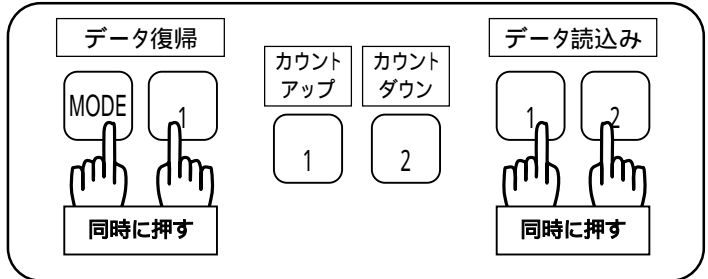 データ復帰
MODE 1
同時に押す
カウント
アップ
1
カウント
ダウン
2
データ読込み
1 2
同時に押す